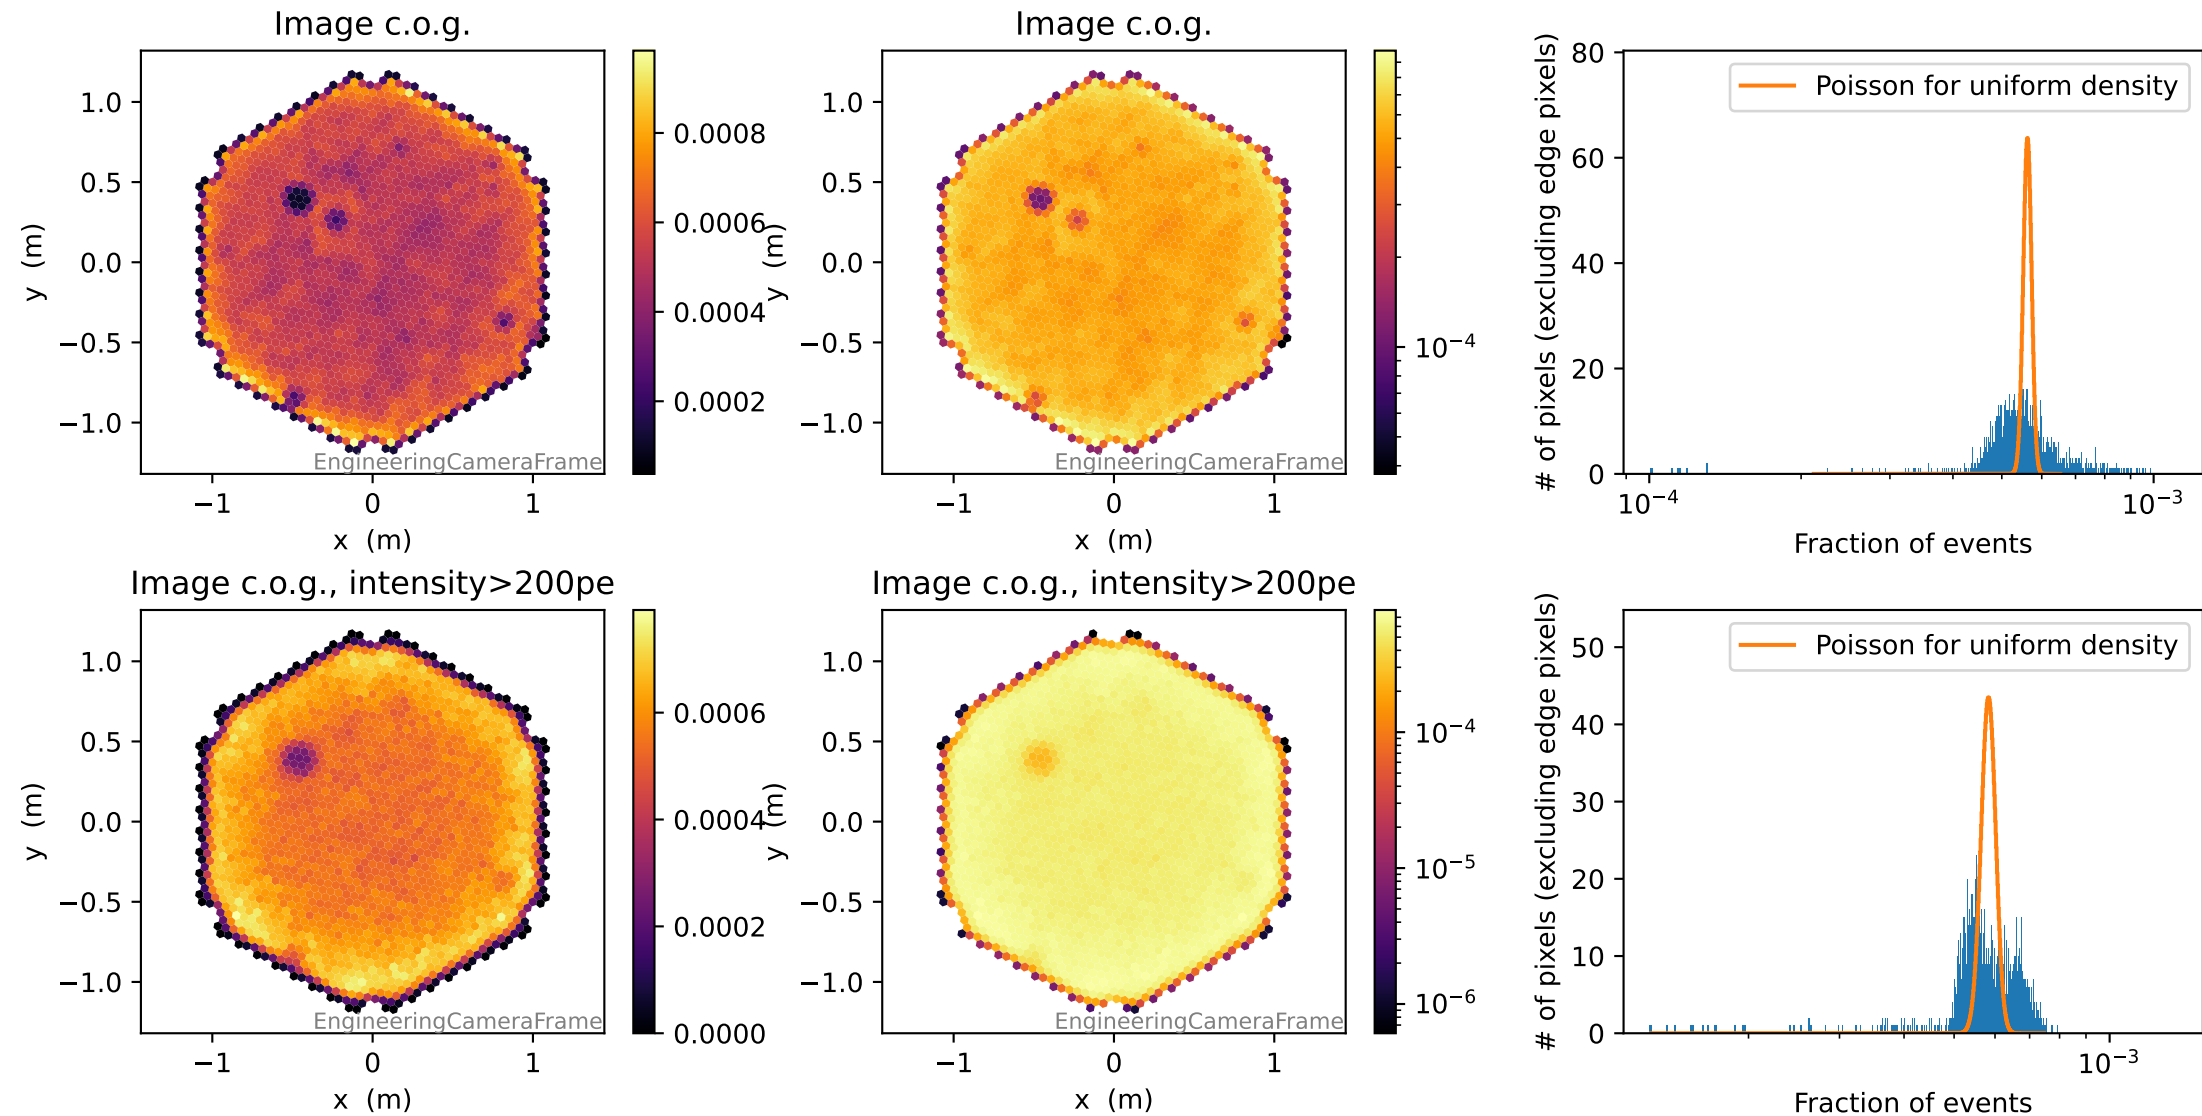 Image c.o.g.
1.0
0.5
0.0
−0.5
−1.0
y (m)
EngineeringCameraFrame
−1
0
1
x (m)
0.0008
0.0006
0.0004
0.0002
Image c.o.g.
1.0
0.5
0.0
−0.5
−1.0
y (m)
EngineeringCameraFrame
−1
0
1
x (m)
10⁻⁴
80
60
40
20
0
# of pixels (excluding edge pixels)
Poisson for uniform density
10⁻⁴
10⁻³
Fraction of events
Image c.o.g., intensity>200pe
1.0
0.5
0.0
−0.5
−1.0
y (m)
EngineeringCameraFrame
−1
0
1
x (m)
0.0006
0.0004
0.0002
0.0000
Image c.o.g., intensity>200pe
1.0
0.5
0.0
−0.5
−1.0
y (m)
EngineeringCameraFrame
−1
0
1
x (m)
10⁻⁴
10⁻⁵
10⁻⁶
50
40
30
20
10
0
# of pixels (excluding edge pixels)
Poisson for uniform density
10⁻³
Fraction of events